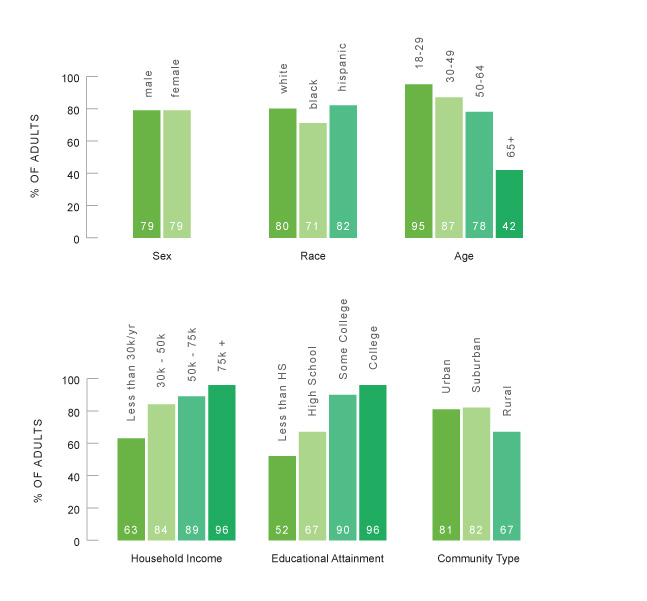 male
female
white
black
hispanic
18-29
30-49
50-64
65+
% OF ADULTS
100
80
60
40
20
0
79
79
80
71
82
95
87
78
42
Sex
Race
Age
Less than 30k/yr
30k - 50k
50k - 75k
75k +
Less than HS
High School
Some College
College
Urban
Suburban
Rural
% OF ADULTS
100
80
60
40
20
0
63
84
89
96
52
67
90
96
81
82
67
Household Income
Educational Attainment
Community Type